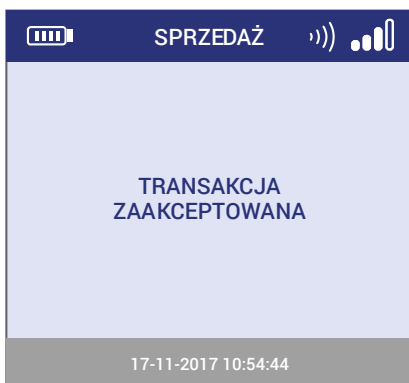 SPRZEDAŻ
TRANSAKCJA
ZAAKCEPTOWANA
17-11-2017 10:54:44